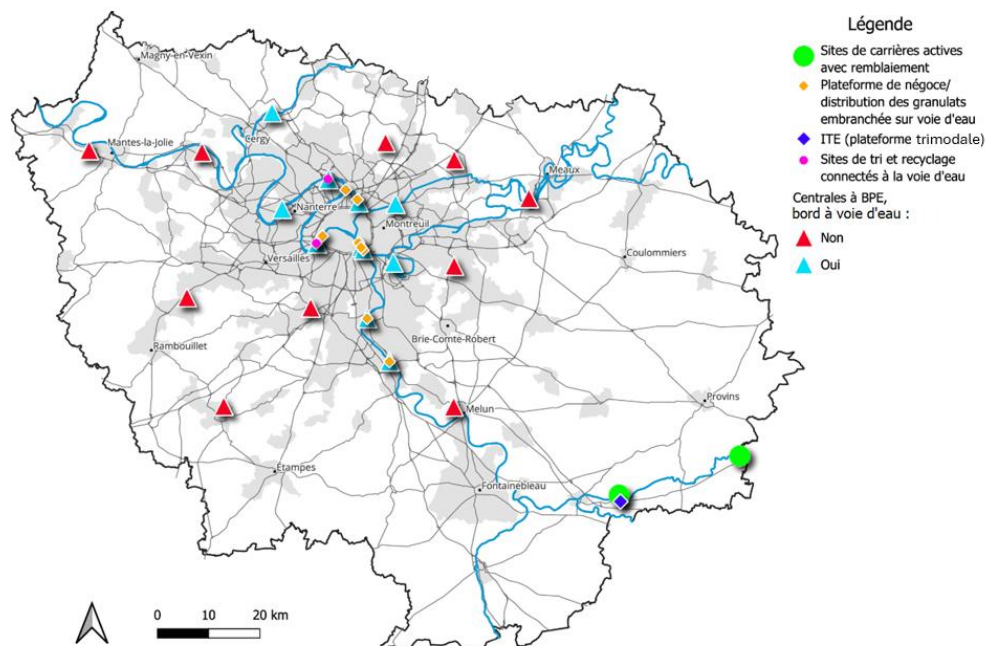 Légende
Sites de carrières actives
avec remblaiement
Plateforme de négoce/
distribution des granulats
embranchée sur voie d'eau
ITE (plateforme trimodale)
Sites de tri et recyclage
connectés à la voie d'eau
Centrales à BPE,
bord à voie d'eau :
Non
Oui
Magny-en-Vexin
Mantes-la-Jolie
Cergy
Meaux
Nanterre
Montreuil
Versailles
Coulommiers
Brie-Comte-Robert
Rambouillet
Provins
Melun
Étampes
Fontainebleau
0 10 20 km